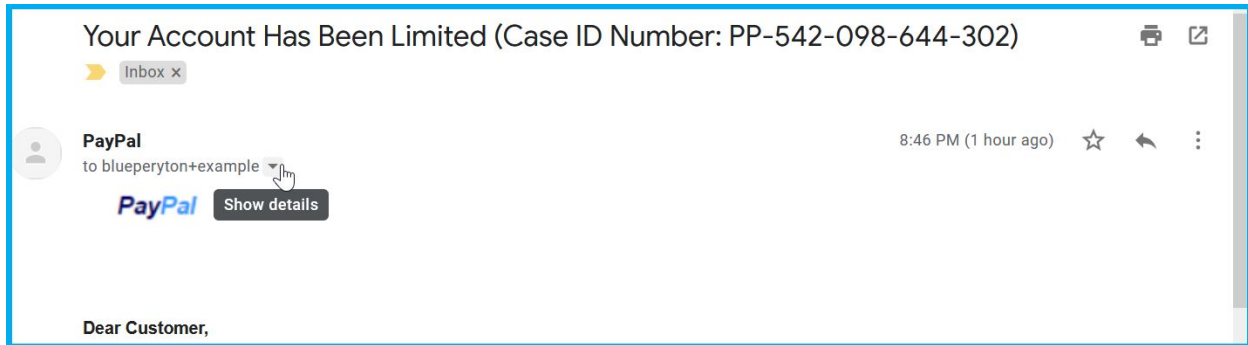 Your Account Has Been Limited (Case ID Number: PP-542-098-644-302)
Inbox x
PayPal
8:46 PM (1 hour ago)
to blueperyton+example
PayPal
Show details
Dear Customer,